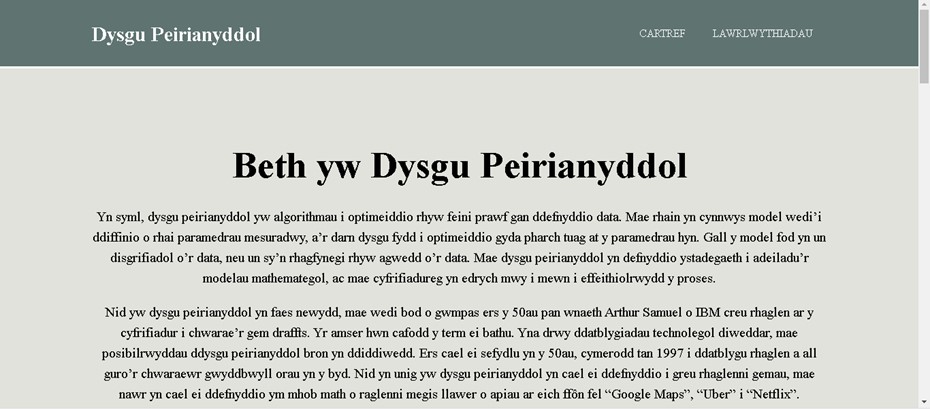 Dysgu Peirianyddol
CARTREF LAWRLWYTHIADAU
Beth yw Dysgu Peirianyddol
Yn syml, dysgu peirianyddol yw algorithmau i optimeiddio rhyw feini prawf gan ddefnyddio data. Mae rhain yn cynnwys model wedi’i
ddiffinio o rhai paramedrau mesuradwy, a’r darn dysgu fydd i optimeiddio gyda pharch tuag at y paramedrau hyn. Gall y model fod yn un
disgrifiadol o’r data, neu un sy’n rhagfynegi rhyw agwedd o’r data. Mae dysgu peirianyddol yn defnyddio ystadegaeth i adeiladu’r
modelau mathemategol, ac mae cyfrifiadureg yn edrych mwy i mewn i effeithiolrwydd y proses.
Nid yw dysgu peirianyddol yn faes newydd, mae wedi bod o gwmpas ers y 50au pan wnaeth Arthur Samuel o IBM creu rhaglen ar y
cyfrifiadur i chwarae’r gem draffts. Yr amser hwn cafodd y term ei bathu. Yna drwy ddatblygiadau technolegol diweddar, mae
posibilrwyddau ddysgu peirianyddol bron yn ddiddiwedd. Ers cael ei sefydlu yn y 50au, cymerodd tan 1997 i ddatblygu rhaglen a all
guro’r chwaraewr gwyddbwyll orau yn y byd. Nid yn unig yw dysgu peirianyddol yn cael ei ddefnyddio i greu rhaglenni gemau, mae
nawr yn cael ei ddefnyddio ym mhob math o raglenni megis llawer o apiau ar eich ffôn fel “Google Maps”, “Uber” i “Netflix”.